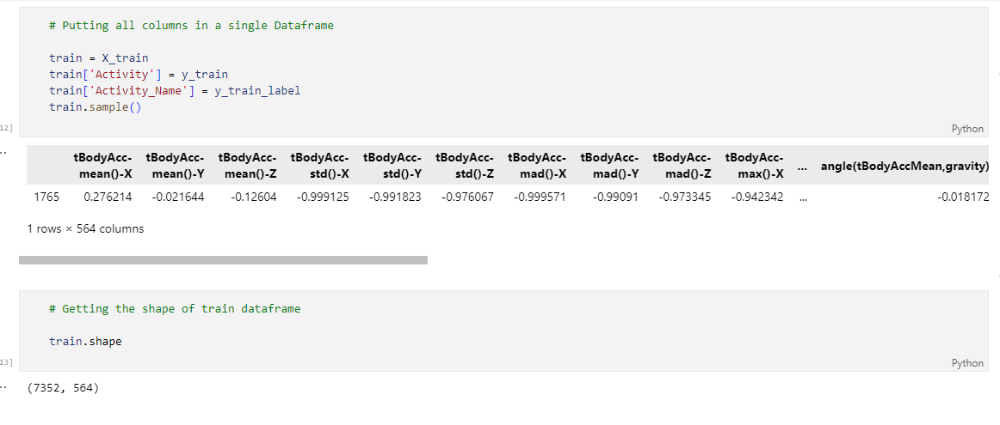 # Putting all columns in a single Dataframe
train = X_train
train['Activity'] = y_train
train['Activity_Name'] = y_train_label
train.sample()
12]
Python
tBodyAcc-mean()-X tBodyAcc-mean()-Y tBodyAcc-mean()-Z tBodyAcc-std()-X tBodyAcc-std()-Y tBodyAcc-std()-Z tBodyAcc-mad()-X tBodyAcc-mad()-Y tBodyAcc-mad()-Z tBodyAcc-max()-X ... angle(tBodyAccMean,gravity)
1765 0.276214 -0.021644 -0.12604 -0.999125 -0.991823 -0.976067 -0.999571 -0.99091 -0.973345 -0.942342 ... -0.018172
1 rows × 564 columns
# Getting the shape of train dataframe
train.shape
13]
Python
(7352, 564)